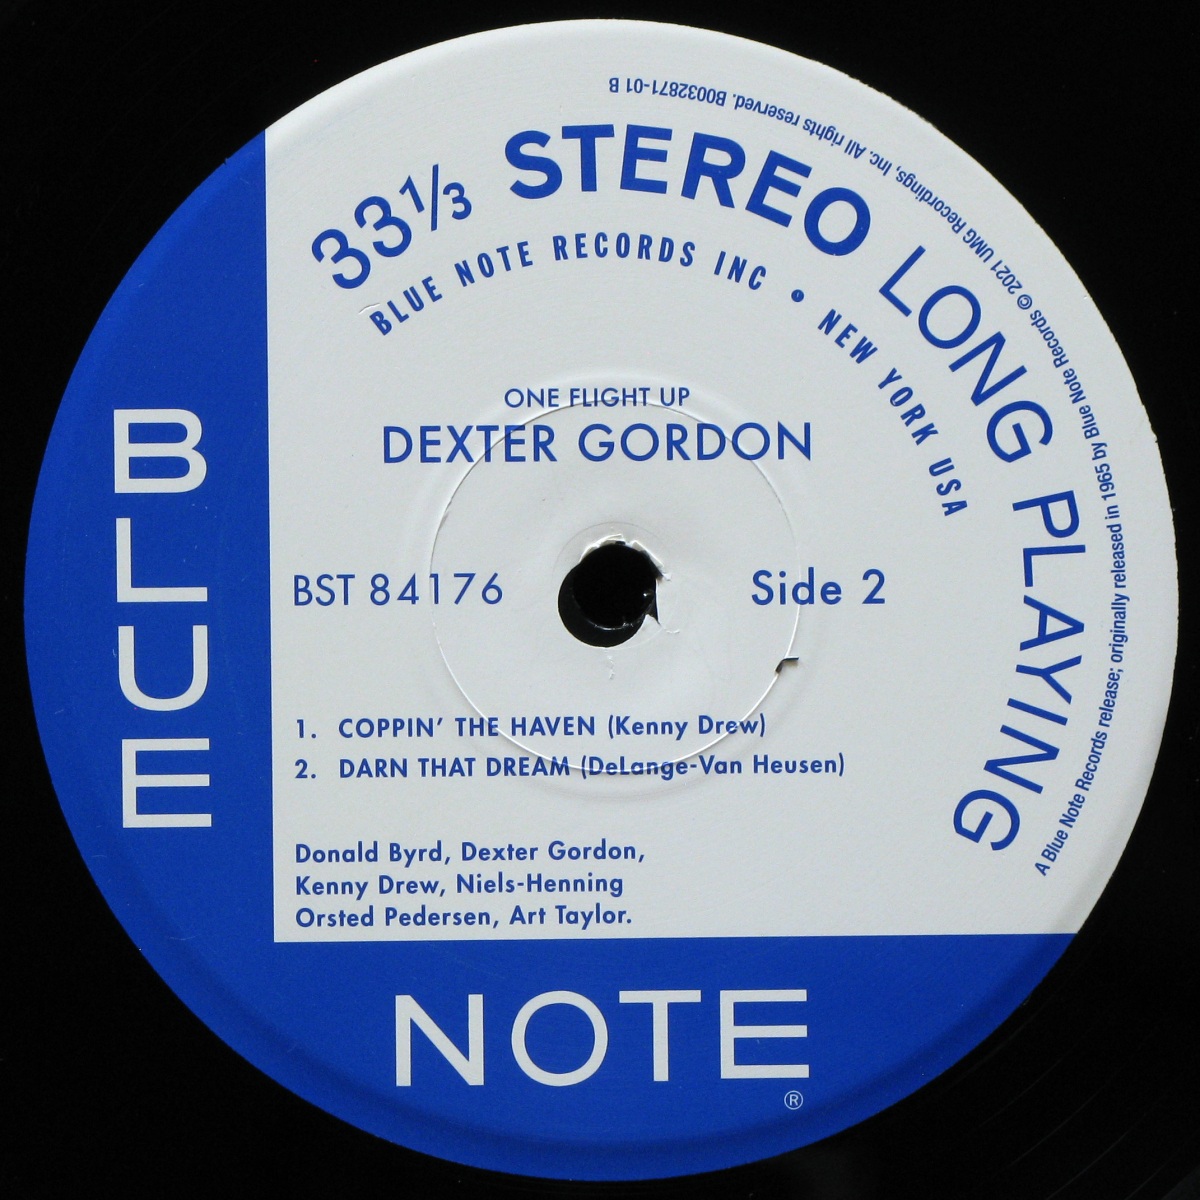 33⅓ STEREO LONG PLAYING
BLUE NOTE RECORDS INC • NEW YORK USA
A Blue Note Records release; originally released in 1965 by Blue Note Records © 2021 UMG Recordings, Inc. All rights reserved. B0032871-01 B
ONE FLIGHT UP
DEXTER GORDON
BST 84176
Side 2
1. COPPIN' THE HAVEN (Kenny Drew)
2. DARN THAT DREAM (DeLange-Van Heusen)
Donald Byrd, Dexter Gordon,
Kenny Drew, Niels-Henning
Orsted Pedersen, Art Taylor.
BLUE
NOTE
®